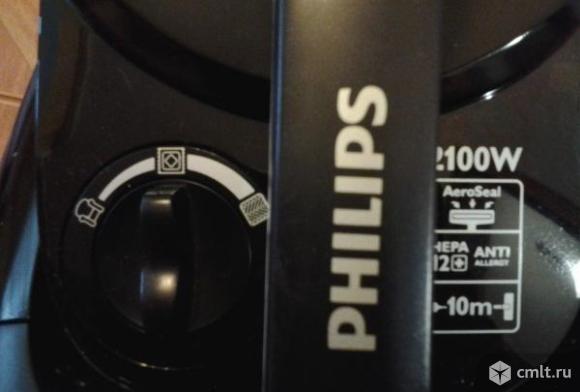 PHILIPS
2100W
AeroSeal
HEPA
12
ANTI
ALLERGY
10m
cmlt.ru